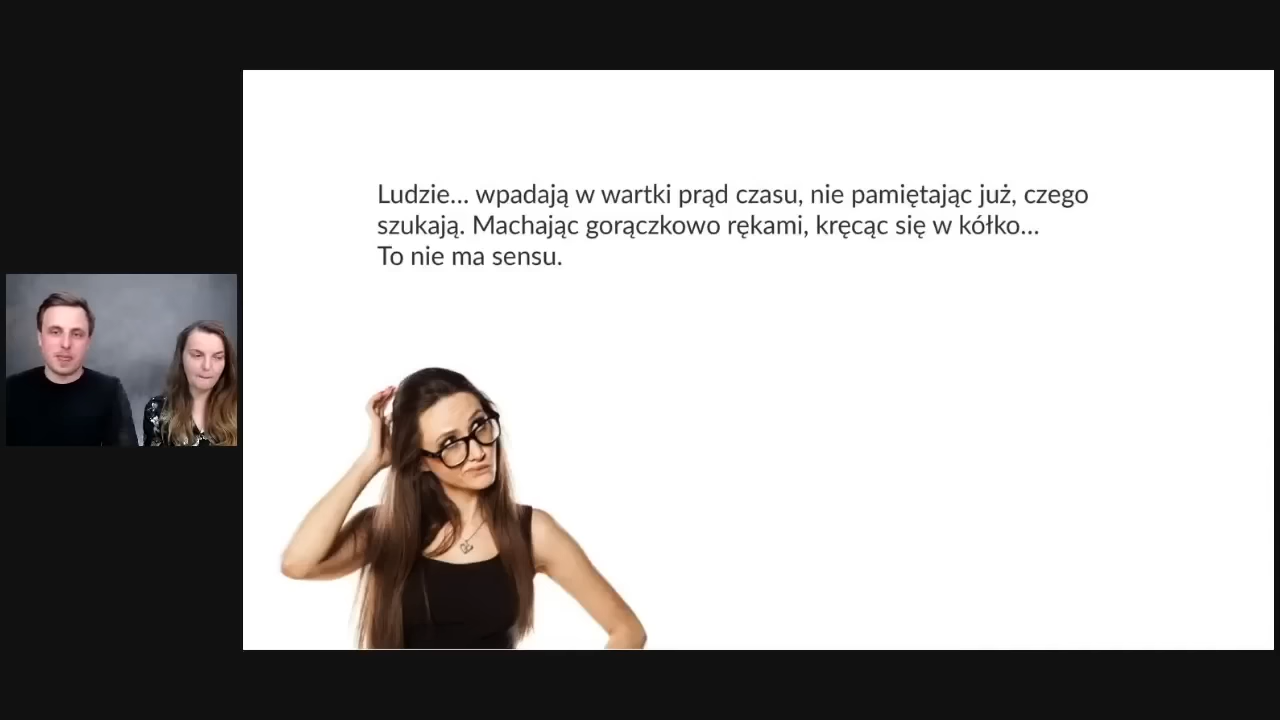 Ludzie... wpadają w wartki prąd czasu, nie pamiętając już, czego
szukają. Machając gorączkowo rękami, kręcąc się w kółko...
To nie ma sensu.